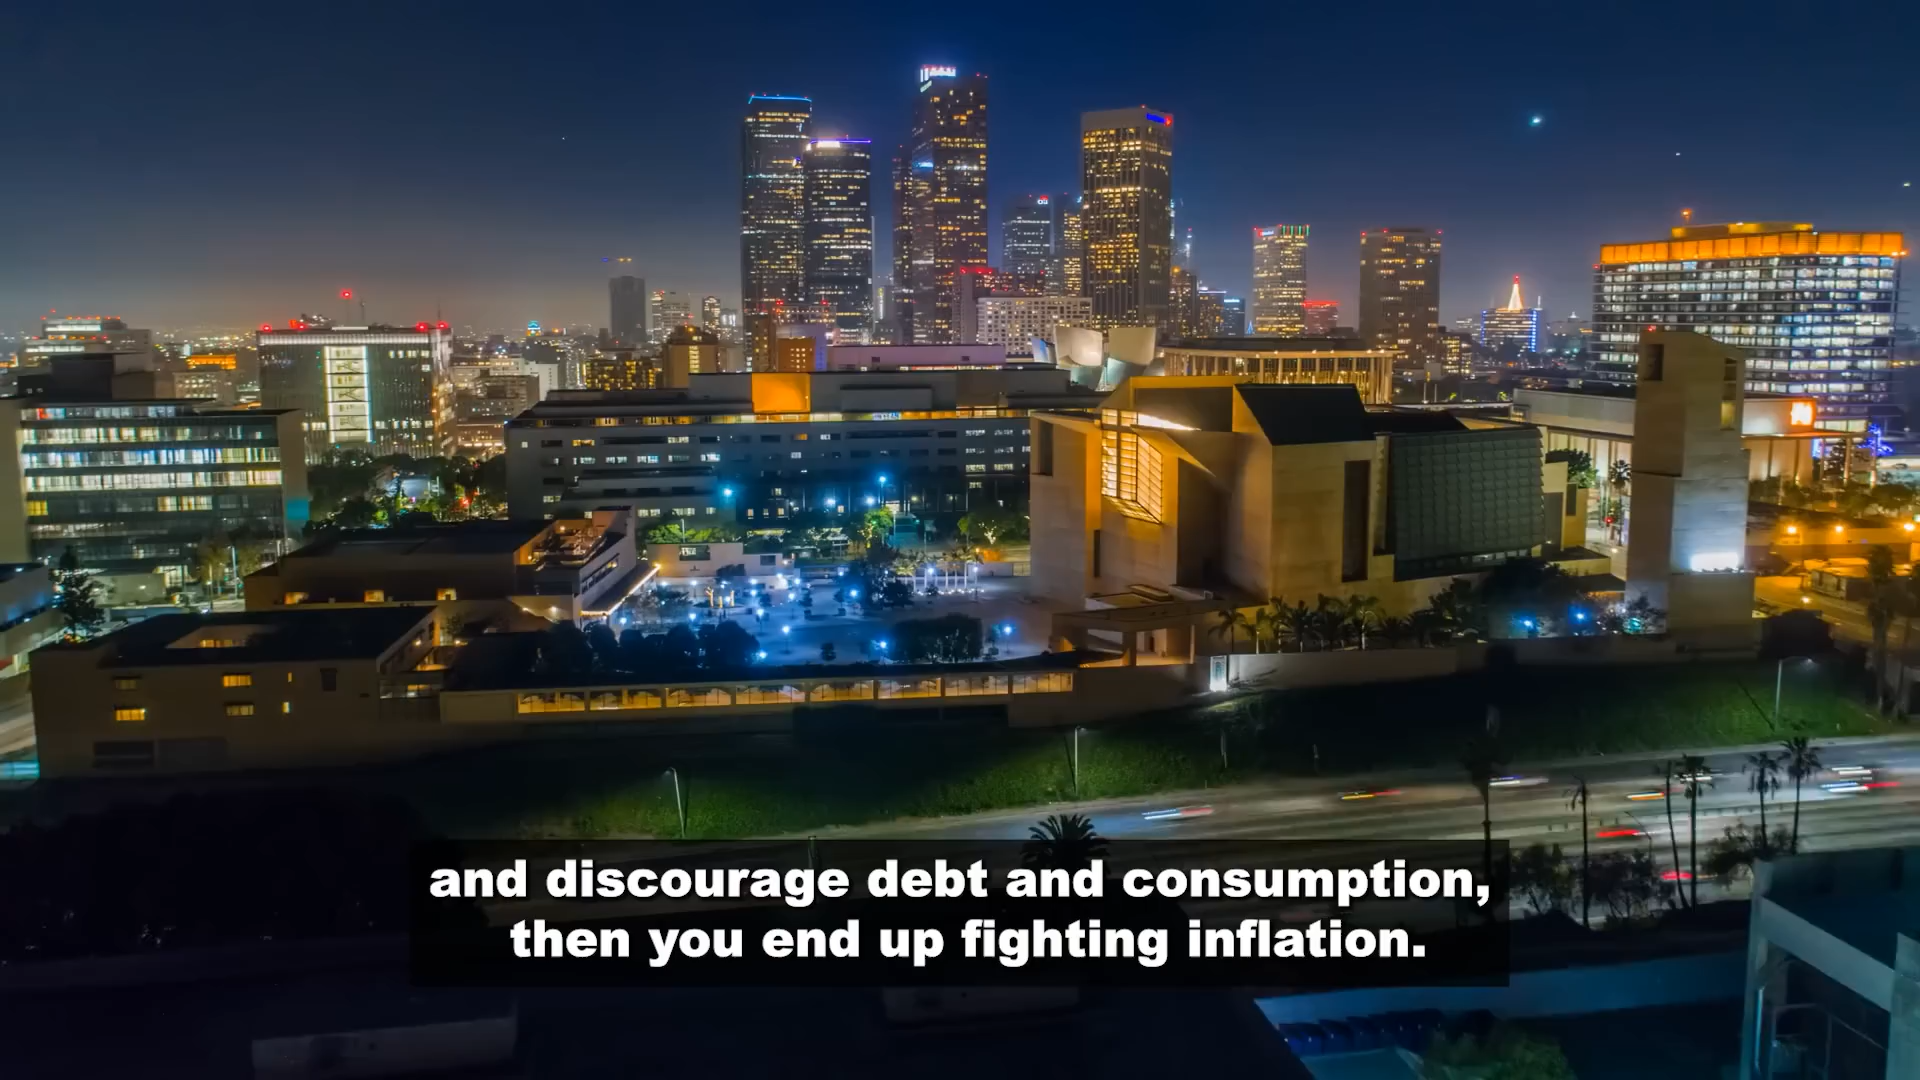 and discourage debt and consumption,
then you end up fighting inflation.